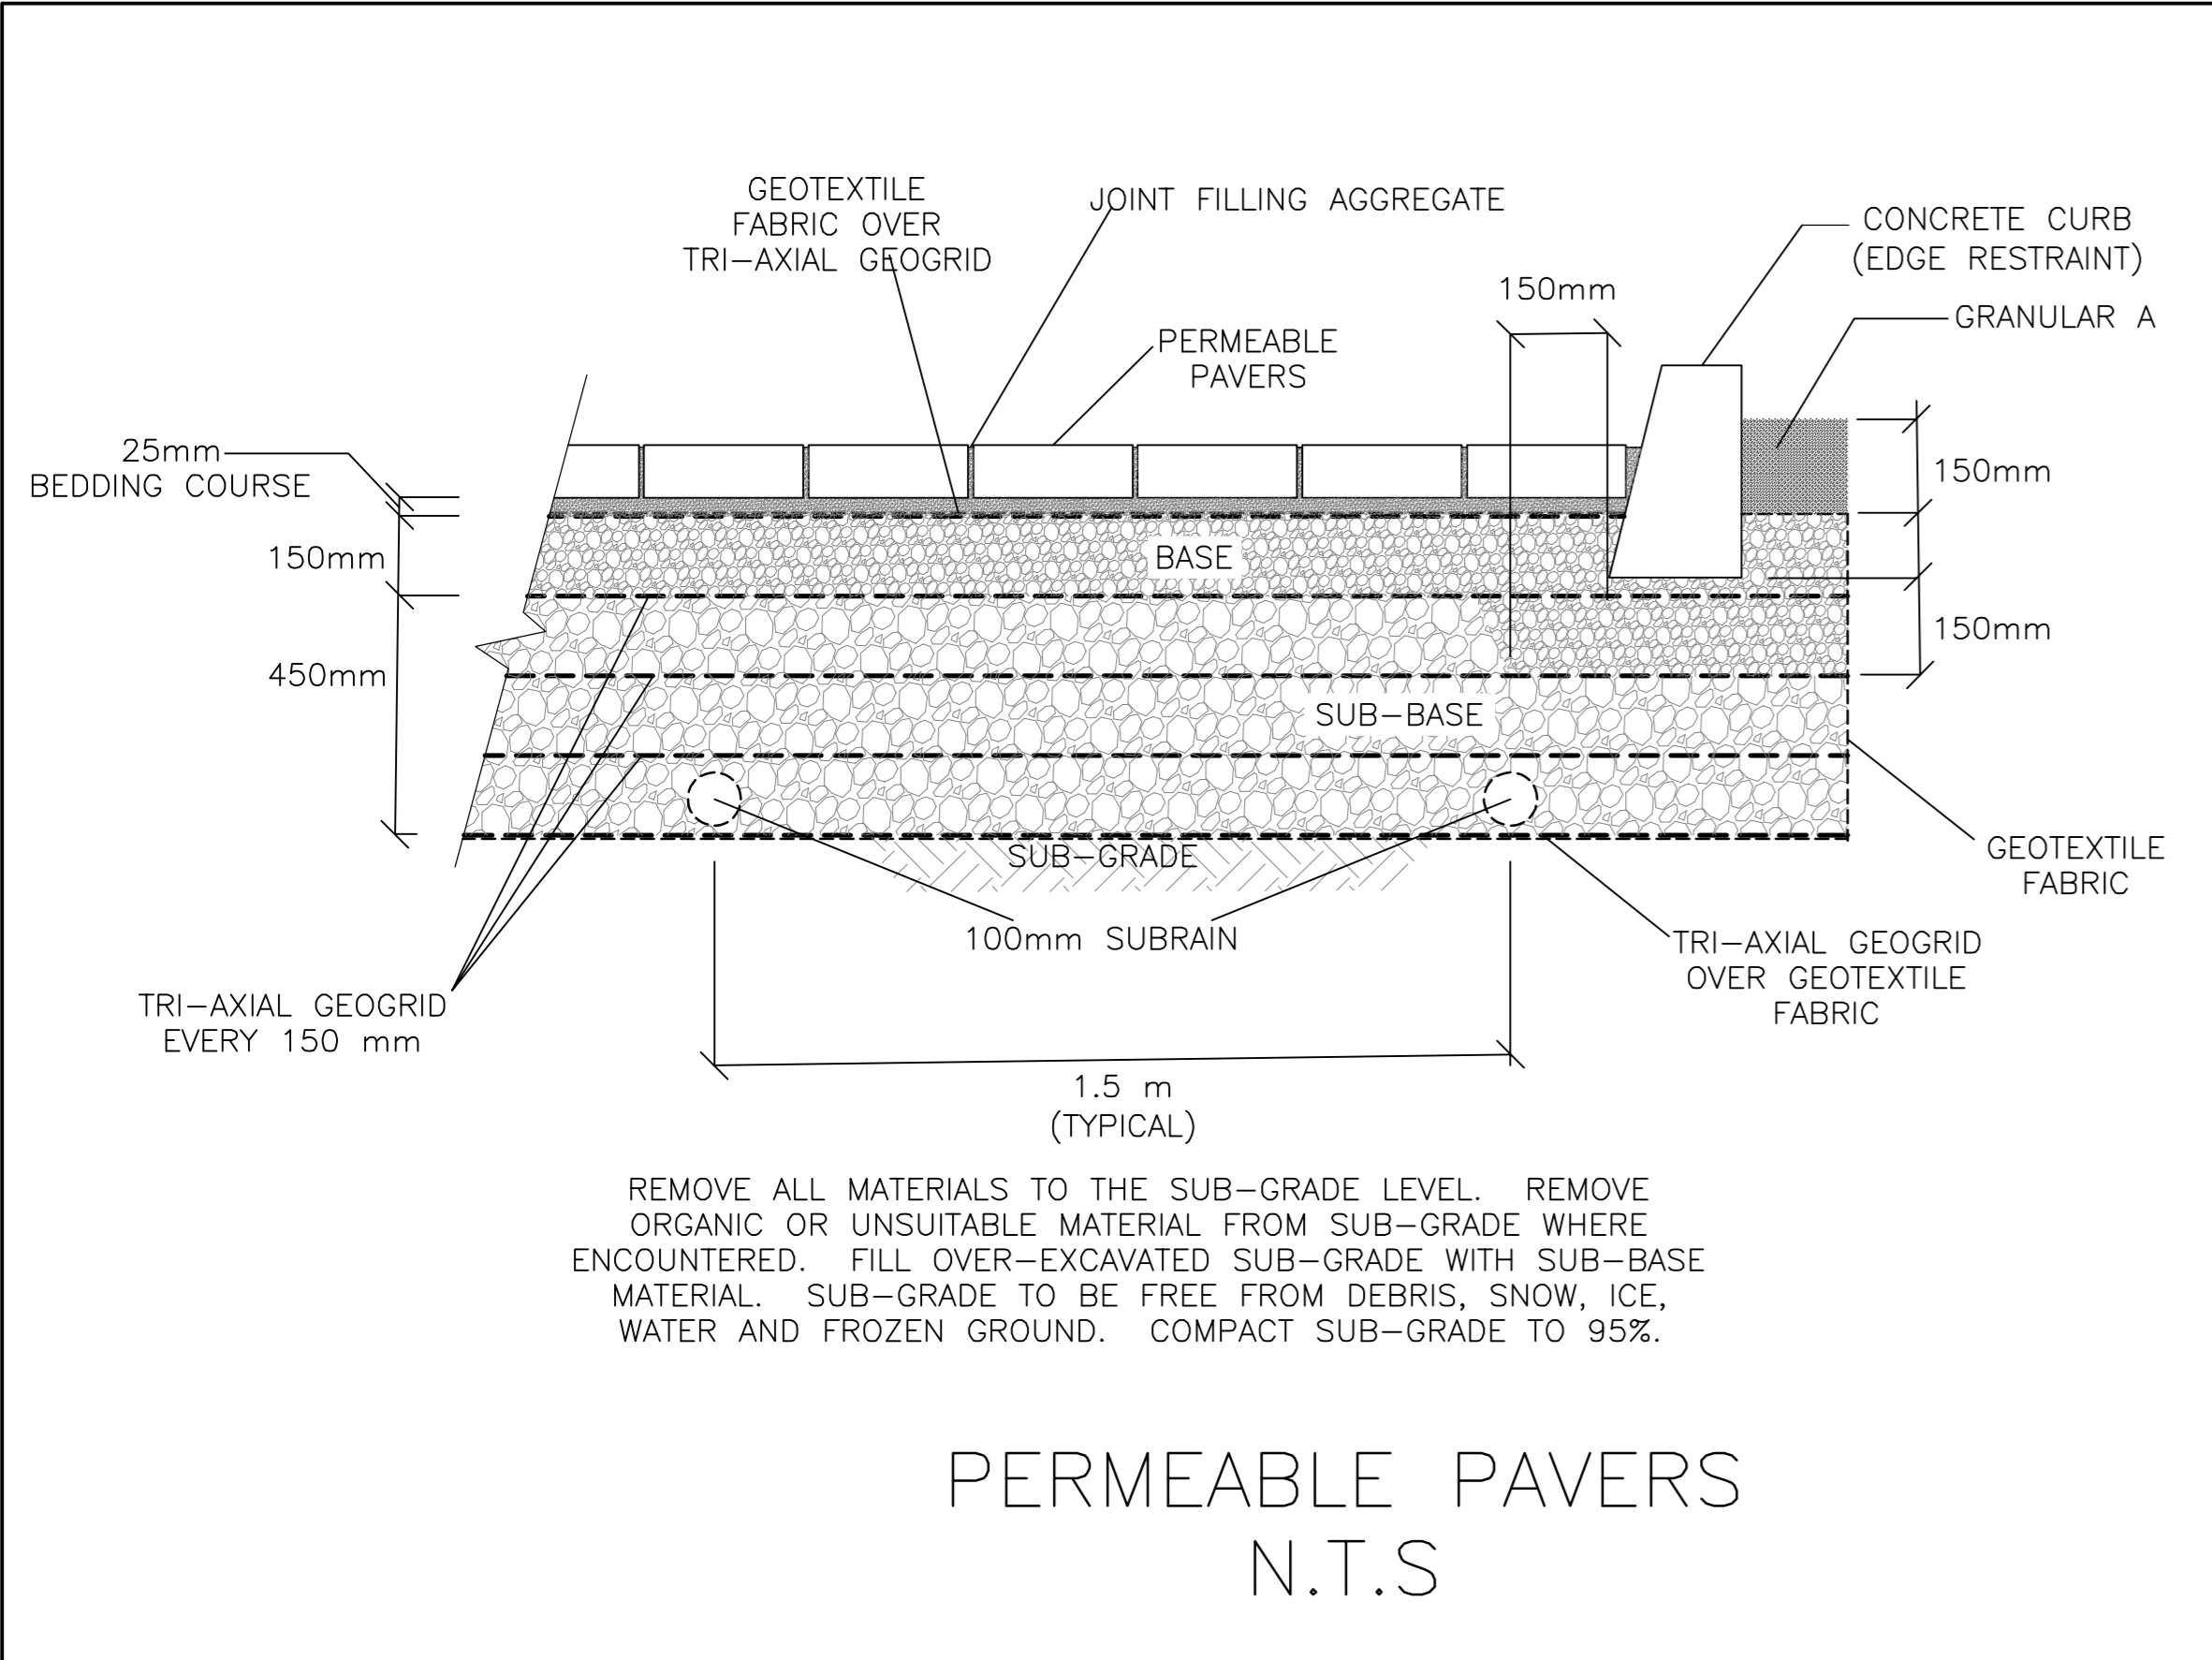 GEOTEXTILE
FABRIC OVER
TRI-AXIAL GEOGRID
JOINT FILLING AGGREGATE
CONCRETE CURB
(EDGE RESTRAINT)
150mm
GRANULAR A
PERMEABLE
PAVERS
25mm
BEDDING COURSE
150mm
150mm
BASE
150mm
450mm
SUB-BASE
SUB-GRADE
GEOTEXTILE
FABRIC
100mm SUBRAIN
TRI-AXIAL GEOGRID
OVER GEOTEXTILE
FABRIC
TRI-AXIAL GEOGRID
EVERY 150 mm
1.5 m
(TYPICAL)
REMOVE ALL MATERIALS TO THE SUB-GRADE LEVEL. REMOVE
ORGANIC OR UNSUITABLE MATERIAL FROM SUB-GRADE WHERE
ENCOUNTERED. FILL OVER-EXCAVATED SUB-GRADE WITH SUB-BASE
MATERIAL. SUB-GRADE TO BE FREE FROM DEBRIS, SNOW, ICE,
WATER AND FROZEN GROUND. COMPACT SUB-GRADE TO 95%.
PERMEABLE PAVERS
N.T.S